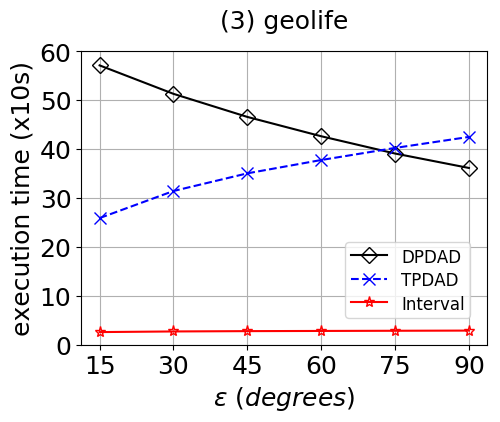 (3) geolife
execution time (x10s)
60
50
40
30
20
10
0
DPDAD
TPDAD
Interval
15 30 45 60 75 90
ε (degrees)